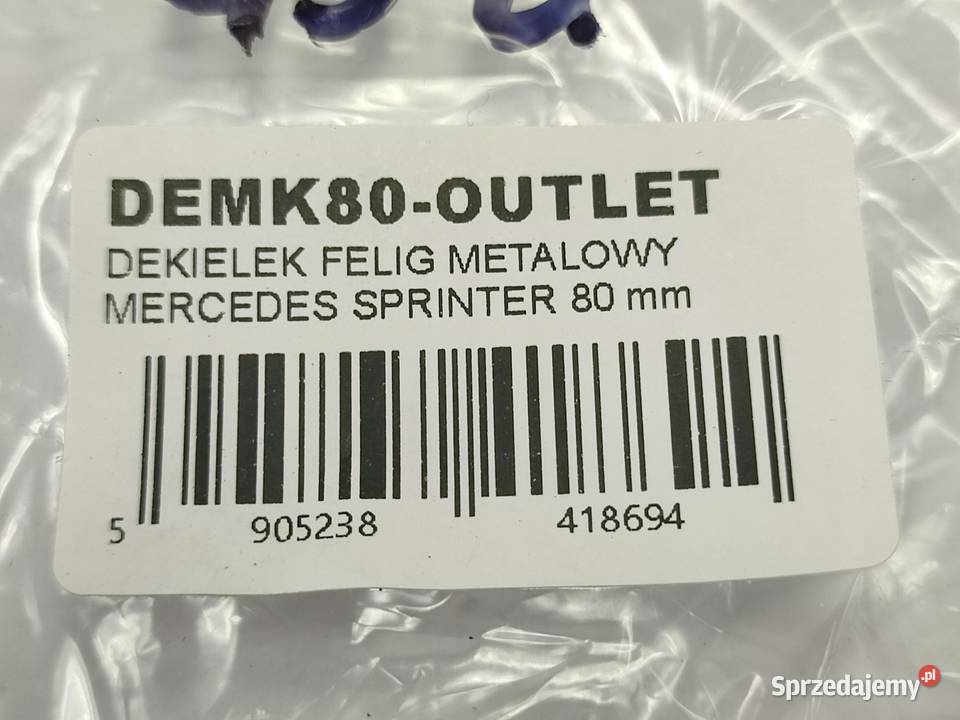 DEMK80-OUTLET
DEKIELEK FELIG METALOWY
MERCEDES SPRINTER 80 mm
5 905238 418694
Sprzedajemy.pl